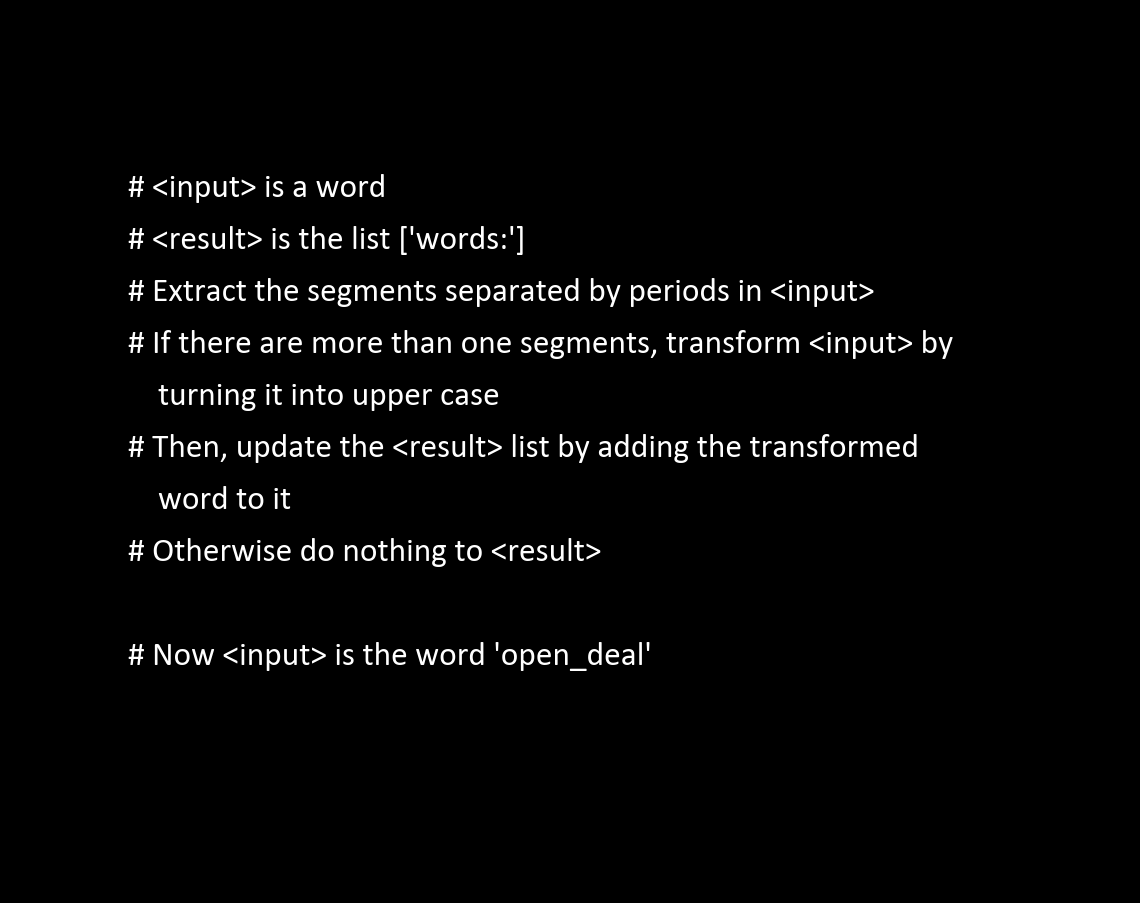 # <input> is a word
# <result> is the list ['words:']
# Extract the segments separated by periods in <input>
# If there are more than one segments, transform <input> by
turning it into upper case
# Then, update the <result> list by adding the transformed
word to it
# Otherwise do nothing to <result>
# Now <input> is the word 'open_deal'